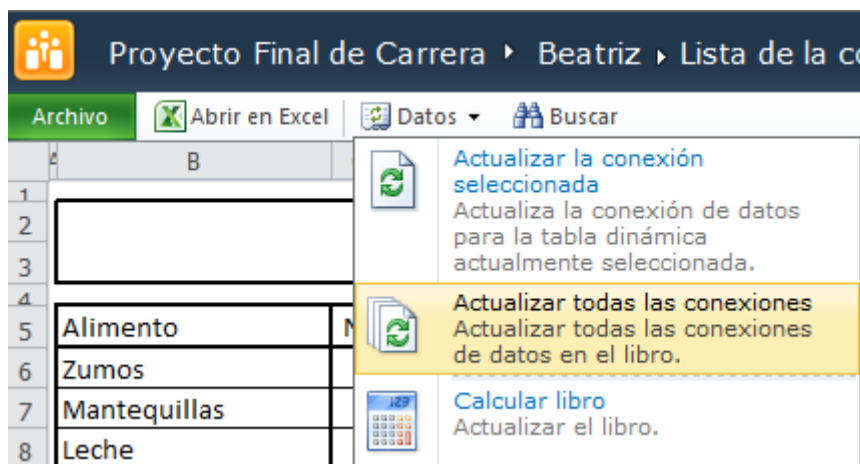 Proyecto Final de Carrera ▸ Beatriz ▸ Lista de la
Archivo Abrir en Excel Datos Buscar
B
1
2
3
4
5 Alimento
6 Zumos
7 Mantequillas
8 Leche
Actualizar la conexión
seleccionada
Actualiza la conexión de datos
para la tabla dinámica
actualmente seleccionada.
Actualizar todas las conexiones
Actualizar todas las conexiones
de datos en el libro.
Calcular libro
Actualizar el libro.